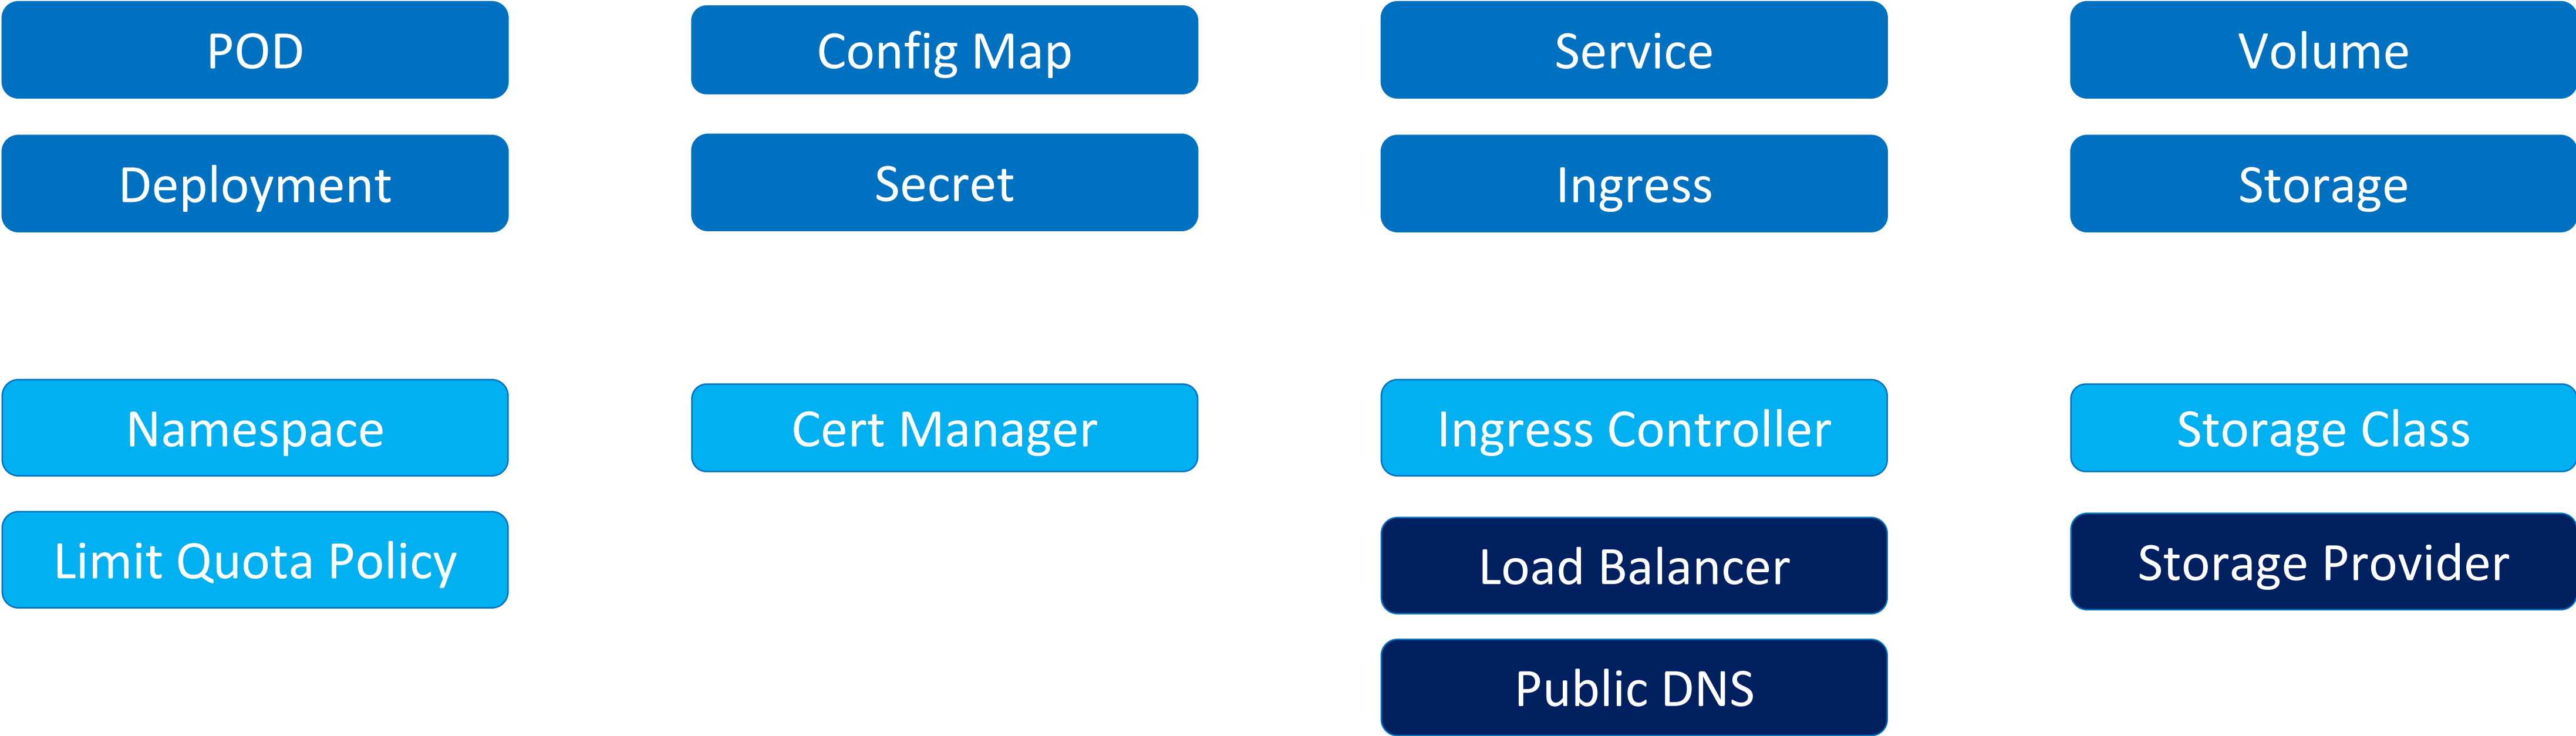 POD
Config Map
Service
Volume
Deployment
Secret
Ingress
Storage
Namespace
Cert Manager
Ingress Controller
Storage Class
Limit Quota Policy
Load Balancer
Storage Provider
Public DNS